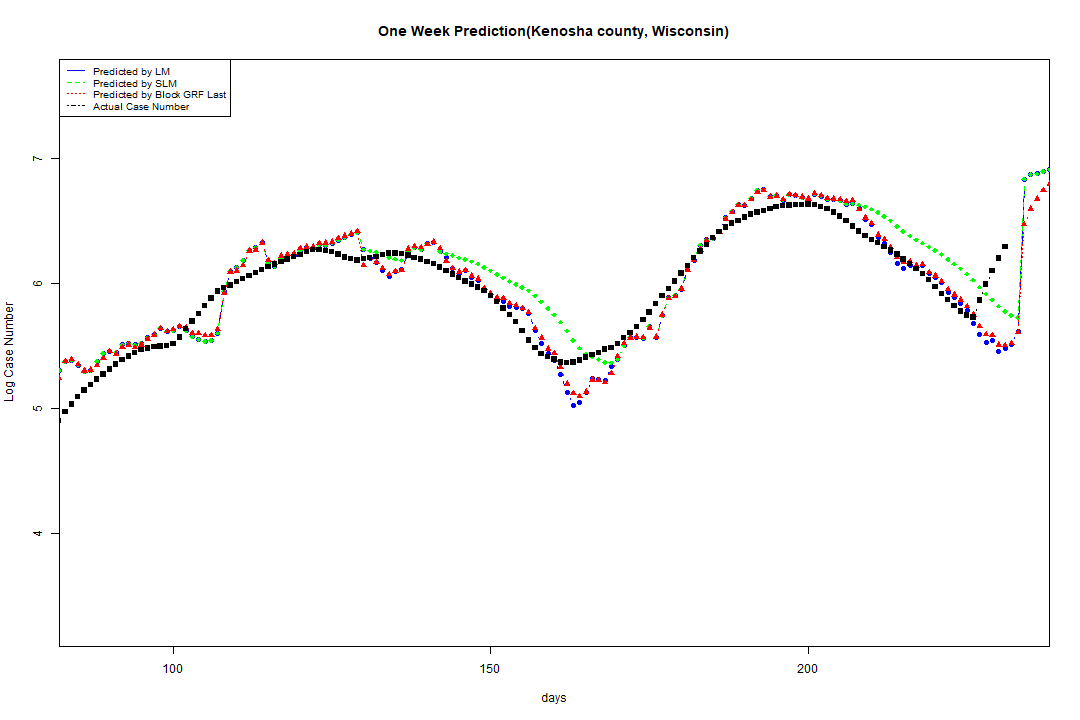 One Week Prediction(Kenosha county, Wisconsin)
Predicted by LM
Predicted by SLM
Predicted by Block GRF Last
Actual Case Number
7
6
5
4
Log Case Number
100 150 200
days